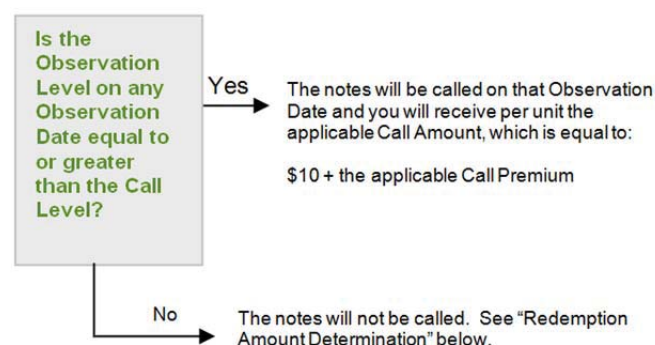 Is the
Observation
Level on any
Observation
Date equal to
or greater
than the Call
Level?
Yes
The notes will be called on that Observation
Date and you will receive per unit the
applicable Call Amount, which is equal to:
$10 + the applicable Call Premium
No
The notes will not be called. See “Redemption
Amount Determination” below.